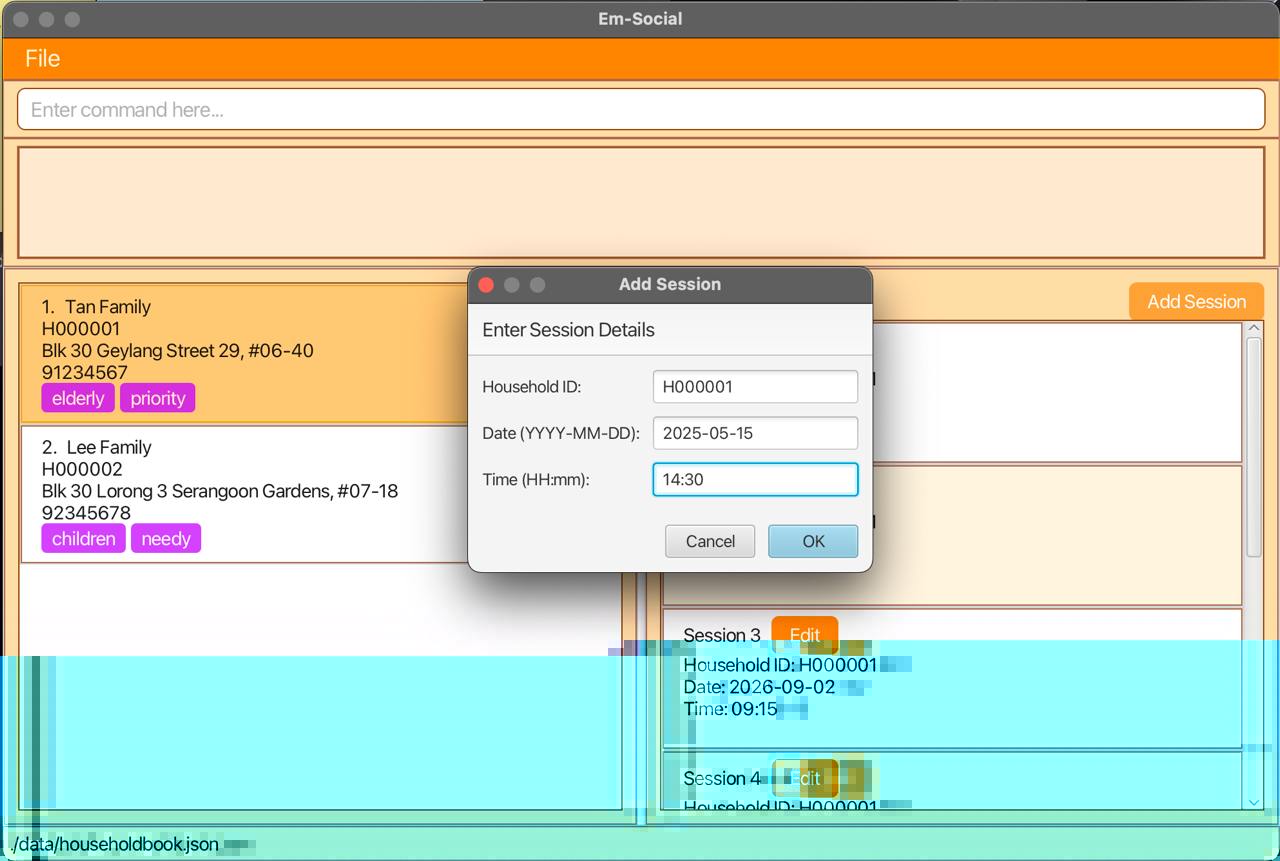 Em-Social
File
Enter command here...
Add Session
1. Tan Family
H000001
Blk 30 Geylang Street 29, #06-40
91234567
elderly priority
2. Lee Family
H000002
Blk 30 Lorong 3 Serangoon Gardens, #07-18
92345678
children needy
Add Session
Enter Session Details
Household ID: H000001
Date (YYYY-MM-DD): 2025-05-15
Time (HH:mm): 14:30
Cancel OK
Session 3 Edit
Household ID: H000001
Date: 2026-09-02
Time: 09:15
Session 4 Edit
Household ID: H000001
./data/householdbook.json